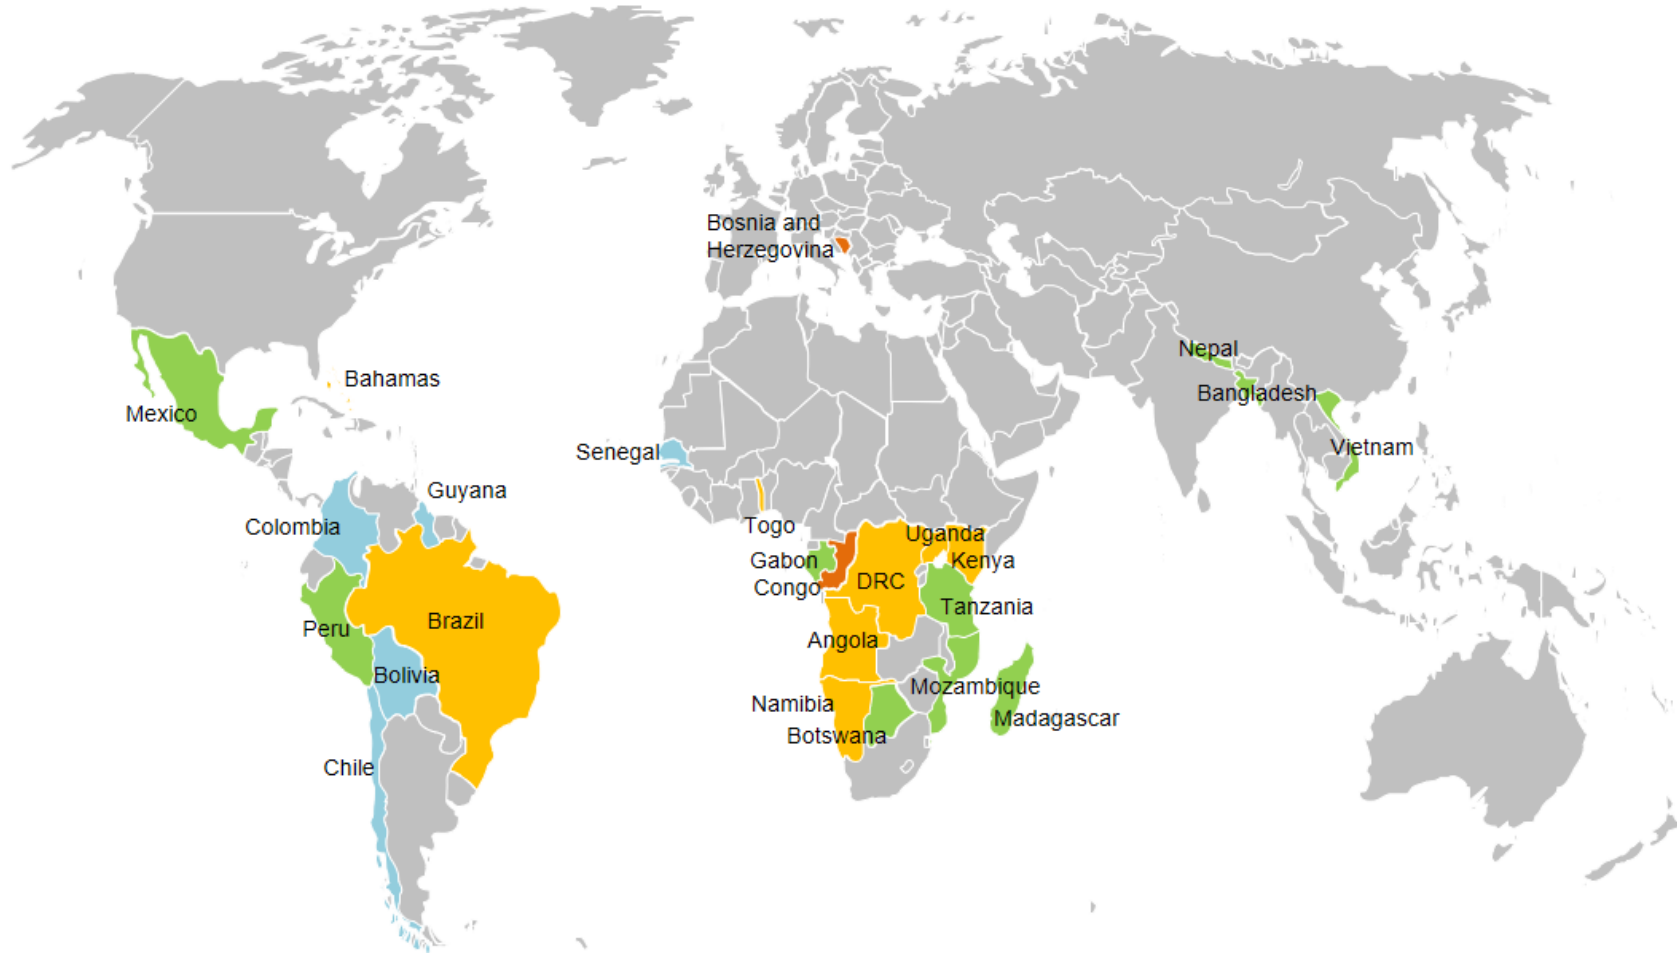 Bosnia and
Herzegovina
Nepal
Bahamas
Bangladesh
Mexico
Vietnam
Senegal
Guyana
Colombia
Togo
Uganda
Gabon
Kenya
Congo
DRC
Tanzania
Peru
Brazil
Angola
Bolivia
Mozambique
Namibia
Madagascar
Botswana
Chile